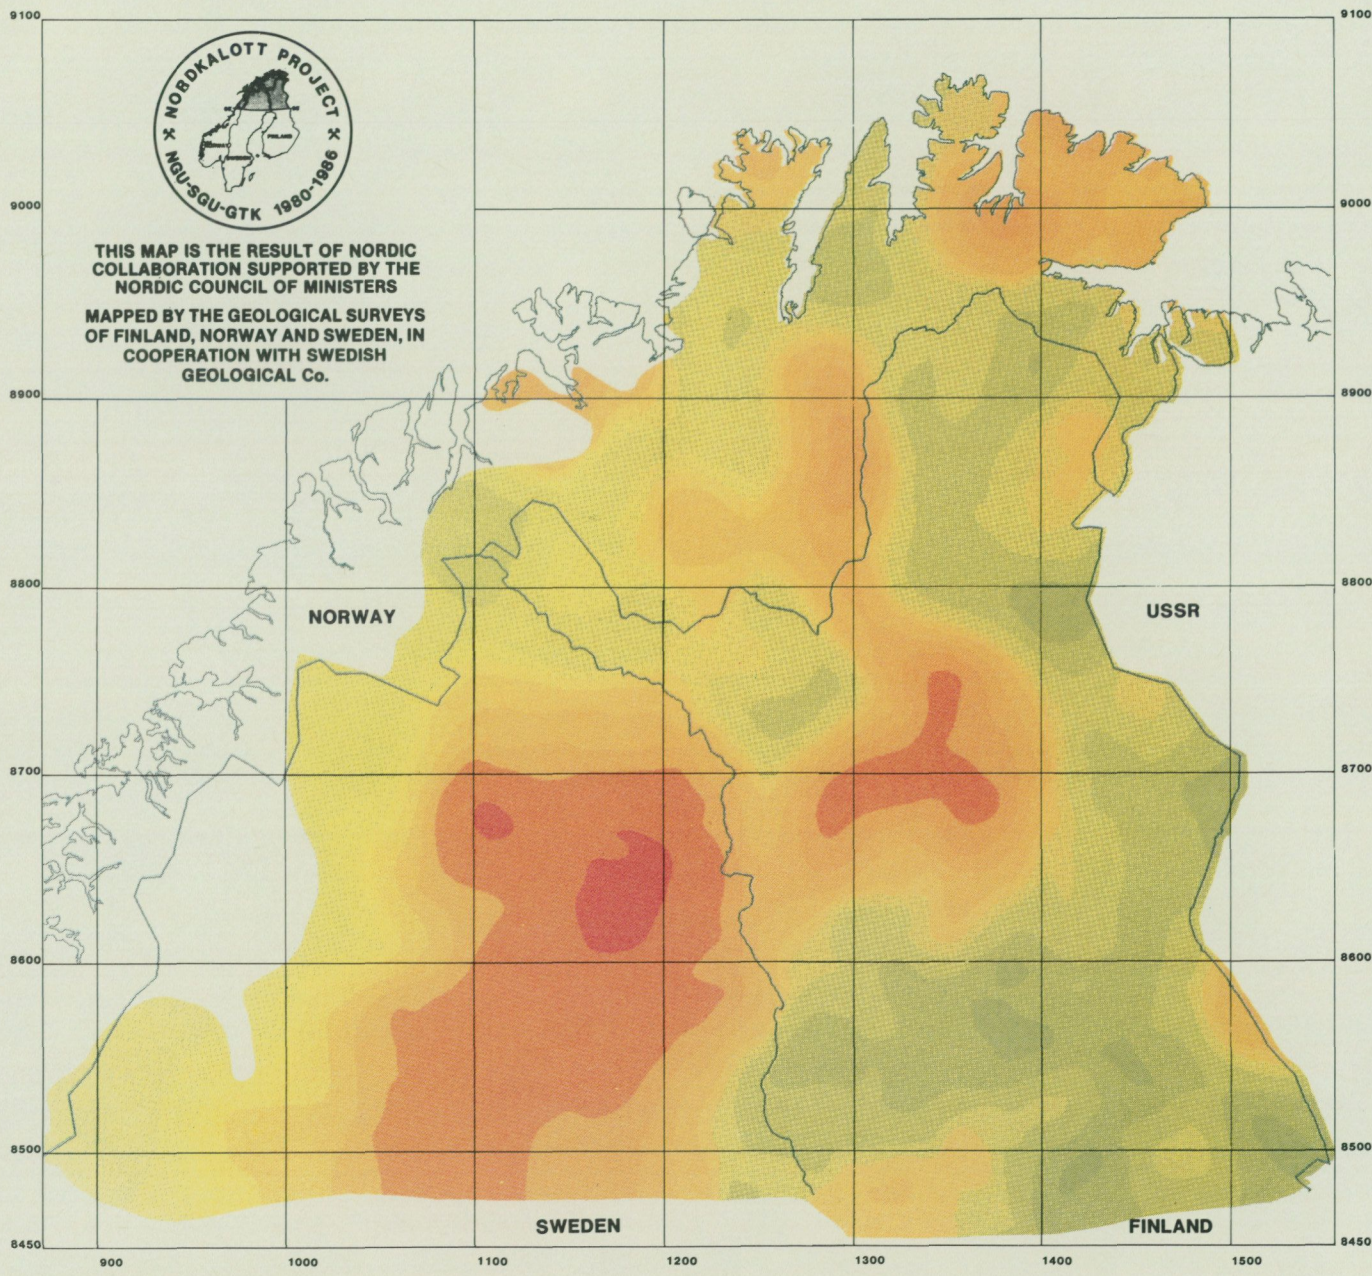 9100
9100
NORDKALOTT PROJECT
FINLAND
NGU-SGU-GTK 1980-1986
9000
9000
THIS MAP IS THE RESULT OF NORDIC
COLLABORATION SUPPORTED BY THE
NORDIC COUNCIL OF MINISTERS
MAPPED BY THE GEOLOGICAL SURVEYS
OF FINLAND, NORWAY AND SWEDEN, IN
COOPERATION WITH SWEDISH
GEOLOGICAL Co.
8900
8900
8800
8800
NORWAY
USSR
8700
8700
8600
8600
8500
8500
SWEDEN
FINLAND
8450
8450
900
1000
1100
1200
1300
1400
1500